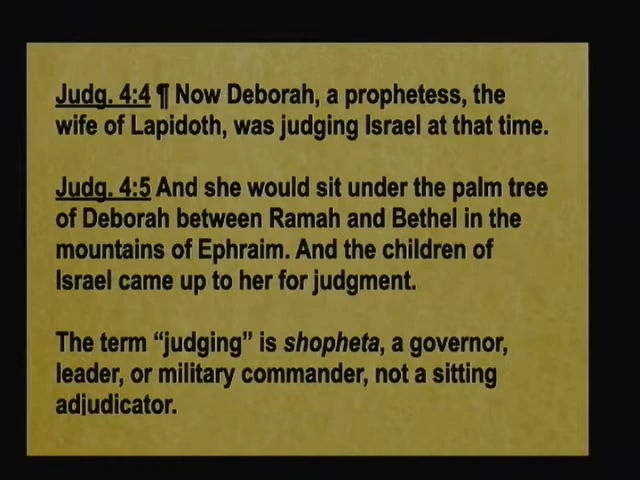 Judg. 4:4 ¶ Now Deborah, a prophetess, the
wife of Lapidoth, was judging Israel at that time.
Judg. 4:5 And she would sit under the palm tree
of Deborah between Ramah and Bethel in the
mountains of Ephraim. And the children of
Israel came up to her for judgment.
The term “judging” is shopheta, a governor,
leader, or military commander, not a sitting
adjudicator.